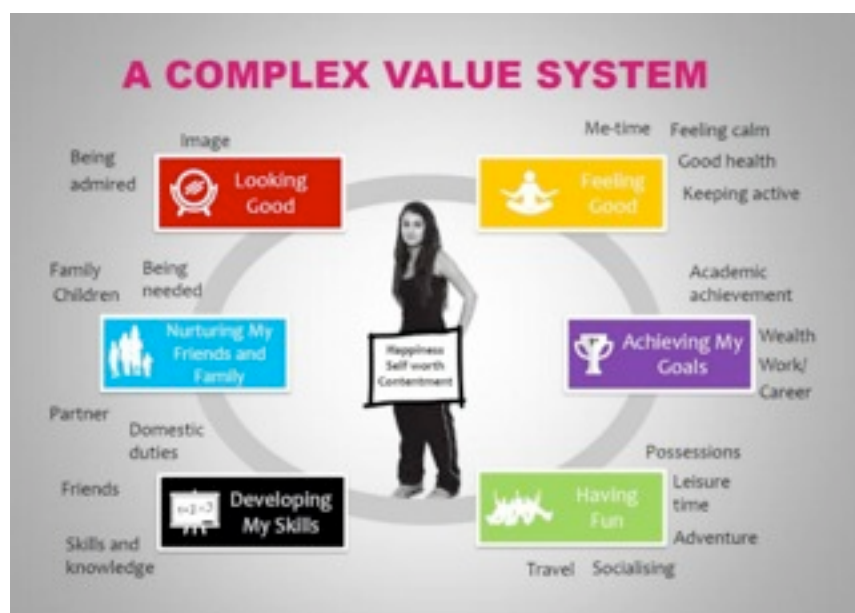 A COMPLEX VALUE SYSTEM
Image
Being
admired
Looking
Good
Me-time
Feeling calm
Good health
Keeping active
Feeling
Good
Family
Children
Being
needed
Nurturing My
Friends and
Family
Partner
Domestic
duties
Happiness
Self worth
Contentment
Academic
achievement
Achieving My
Goals
Wealth
Work/
Career
Friends
Skills and
knowledge
Developing
My Skills
Possessions
Leisure
time
Adventure
Having
Fun
Travel
Socialising